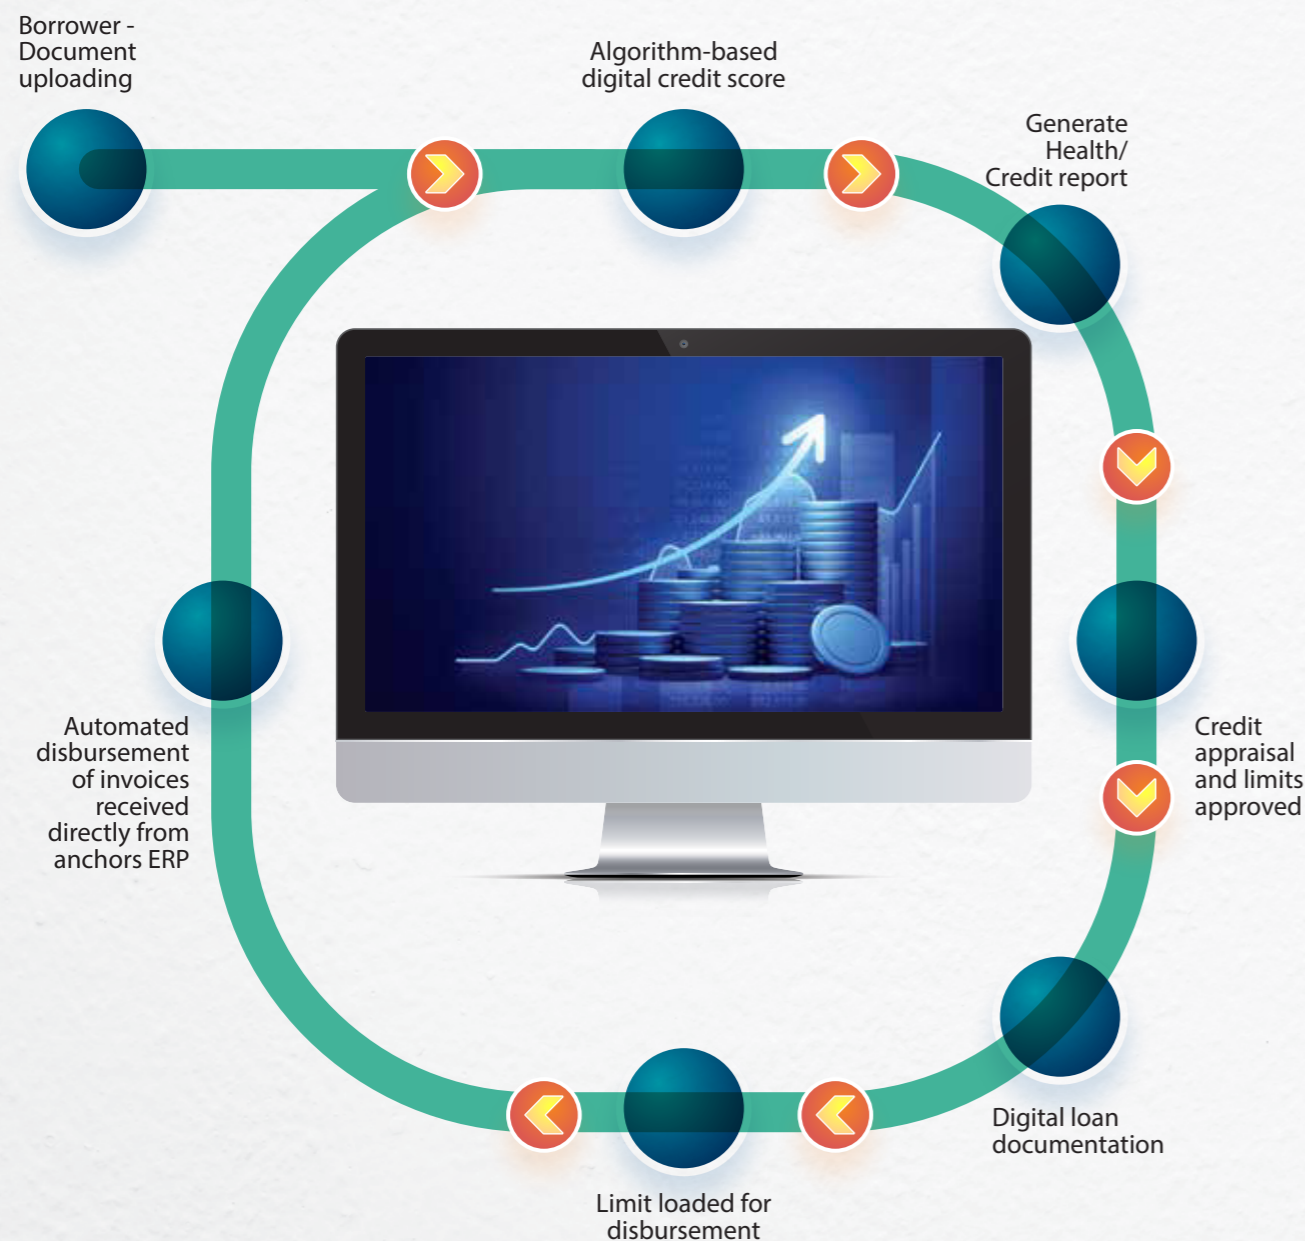 Borrower -
Document
uploading
Algorithm-based
digital credit score
Generate
Health/
Credit report
Credit
appraisal
and limits
approved
Digital loan
documentation
Limit loaded for
disbursement
Automated
disbursement
of invoices
received
directly from
anchors ERP